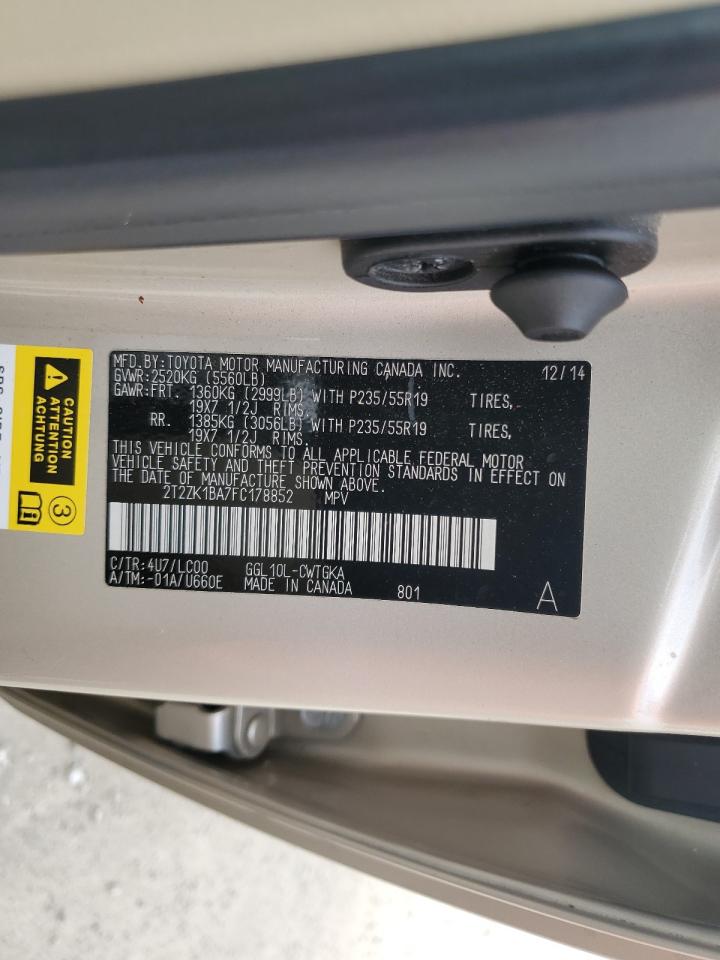 MFD.BY:TOYOTA MOTOR MANUFACTURING CANADA INC. 12/14
GVWR:2520KG (5560LB)
GAWR:FRT. 1360KG (2999LB) WITH P235/55R19 TIRES,
19X7 1/2J RIMS.
RR. 1385KG (3056LB) WITH P235/55R19 TIRES,
19X7 1/2J RIMS.
THIS VEHICLE CONFORMS TO ALL APPLICABLE FEDERAL MOTOR
VEHICLE SAFETY AND THEFT PREVENTION STANDARDS IN EFFECT ON
THE DATE OF MANUFACTURE SHOWN ABOVE.
2T2ZK1BA7FC178852 MPV
C/TR:4U7/LC00 GGL10L-CWTGKA
A/TM:-01A/U660E MADE IN CANADA 801 A
CAUTION
ATTENTION
ACHTUNG
3